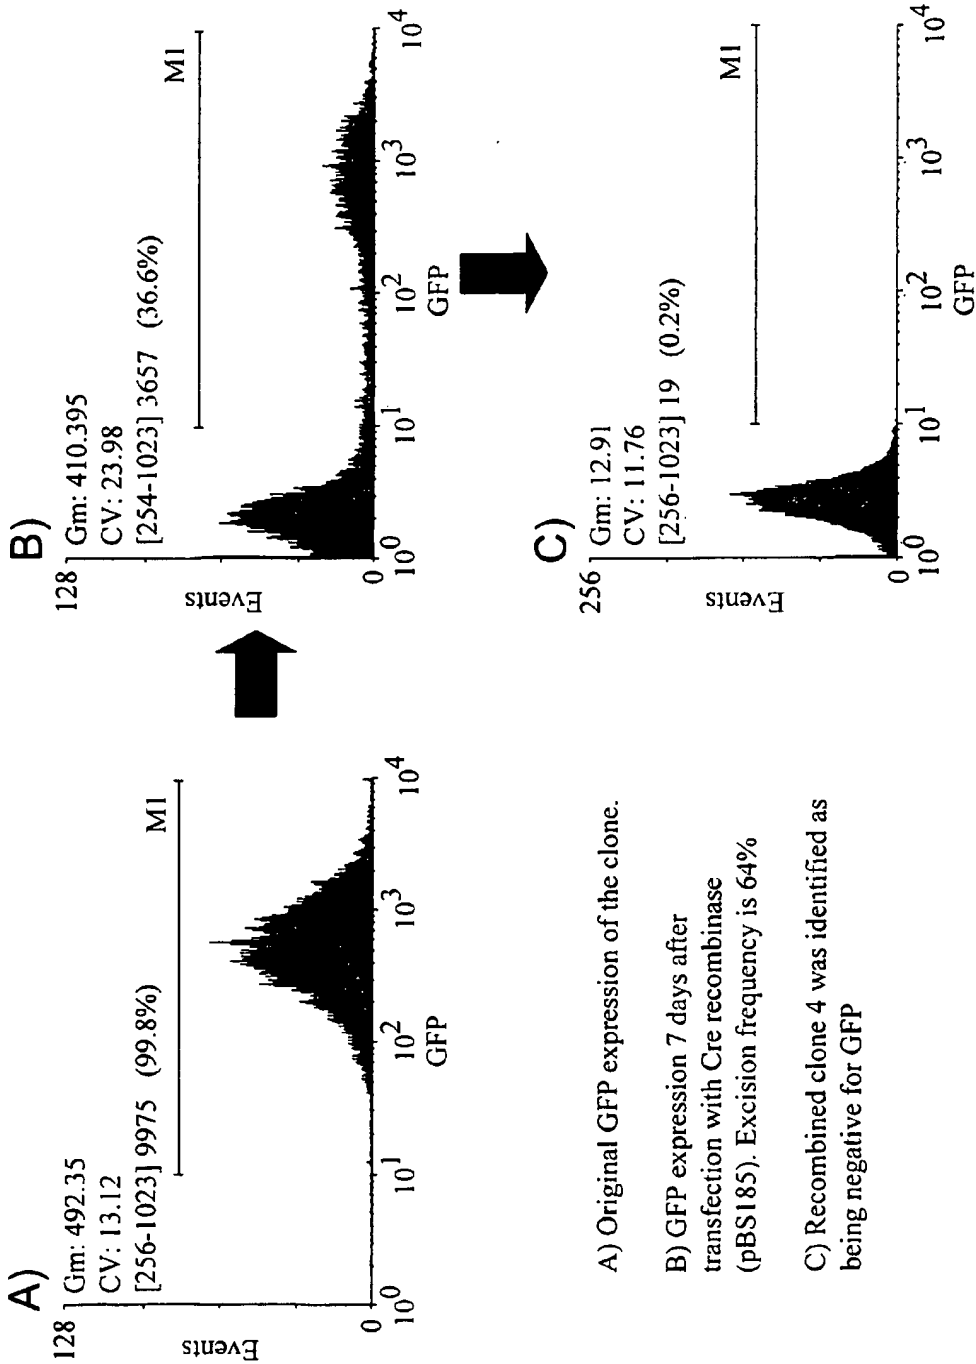 A)
128
Gm: 492.35
CV: 13.12
[256-1023] 9975 (99.8%)
M1
Events
0
10^0
10^1
10^2
10^3
10^4
GFP
B)
128
Gm: 410.395
CV: 23.98
[254-1023] 3657 (36.6%)
M1
Events
0
10^0
10^1
10^2
10^3
10^4
GFP
C)
256
Gm: 12.91
CV: 11.76
[256-1023] 19 (0.2%)
M1
Events
0
10^0
10^1
10^2
10^3
10^4
GFP
A) Original GFP expression of the clone.
B) GFP expression 7 days after
transfection with Cre recombinase
(pBS185). Excision frequency is 64%
C) Recombined clone 4 was identified as
being negative for GFP